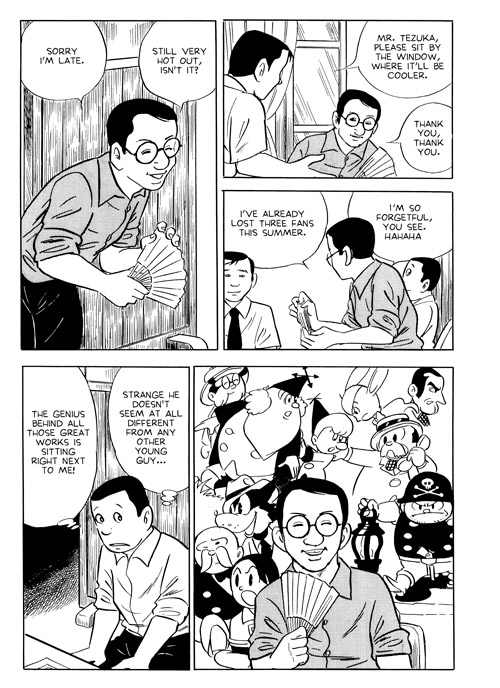 SORRY
I'M LATE.
STILL VERY
HOT OUT,
ISN'T IT?
MR. TEZUKA,
PLEASE SIT BY
THE WINDOW,
WHERE IT'LL BE
COOLER.
THANK
YOU,
THANK
YOU.
I'VE ALREADY
LOST THREE FANS
THIS SUMMER.
I'M SO
FORGETFUL,
YOU SEE.
HAHAHA
THE GENIUS
BEHIND ALL
THOSE GREAT
WORKS IS
SITTING
RIGHT NEXT
TO ME!
STRANGE HE
DOESN'T
SEEM AT ALL
DIFFERENT
FROM ANY
OTHER
YOUNG
GUY...